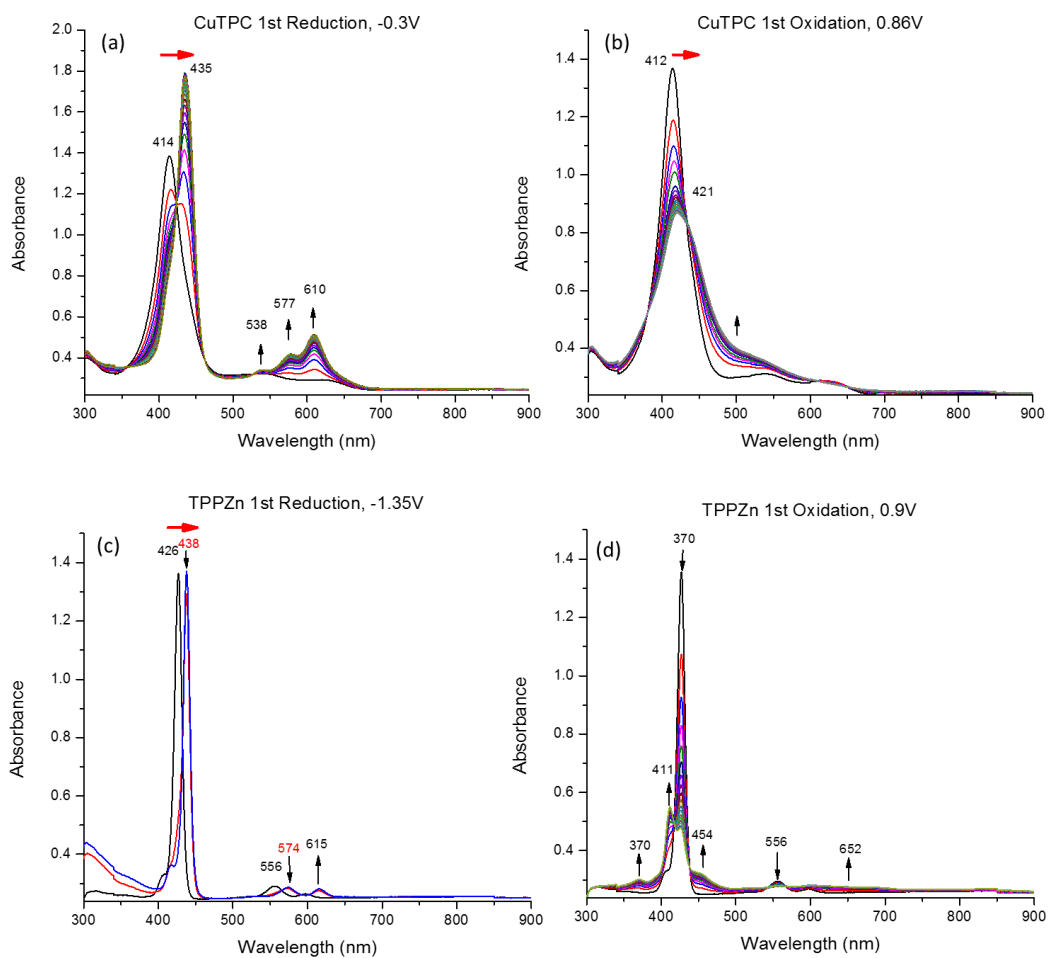 CuTPC 1st Reduction, -0.3V
(a)
2.0
1.8
1.6
1.4
1.2
1.0
0.8
0.6
0.4
Absorbance
414
435
538
577
610
300 400 500 600 700 800 900
Wavelength (nm)
CuTPC 1st Oxidation, 0.86V
(b)
1.4
1.2
1.0
0.8
0.6
0.4
Absorbance
412
421
300 400 500 600 700 800 900
Wavelength (nm)
TPPZn 1st Reduction, -1.35V
(c)
1.4
1.2
1.0
0.8
0.6
0.4
Absorbance
426
438
556
574
615
300 400 500 600 700 800 900
Wavelength (nm)
TPPZn 1st Oxidation, 0.9V
(d)
1.4
1.2
1.0
0.8
0.6
0.4
Absorbance
370
411
370
454
556
652
300 400 500 600 700 800 900
Wavelength (nm)